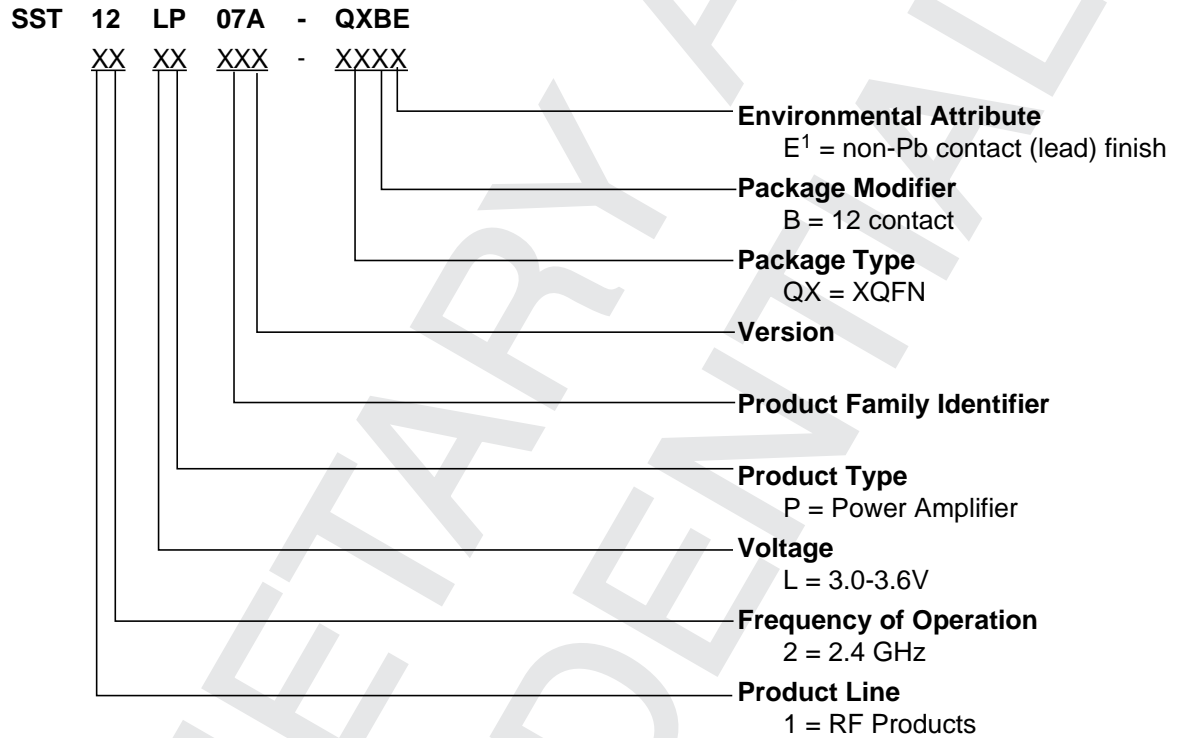 SST 12 LP 07A - QXBE
XX XX XXX - XXXX
Environmental Attribute
E1 = non-Pb contact (lead) finish
Package Modifier
B = 12 contact
Package Type
QX = XQFN
Version
Product Family Identifier
Product Type
P = Power Amplifier
Voltage
L = 3.0-3.6V
Frequency of Operation
2 = 2.4 GHz
Product Line
1 = RF Products